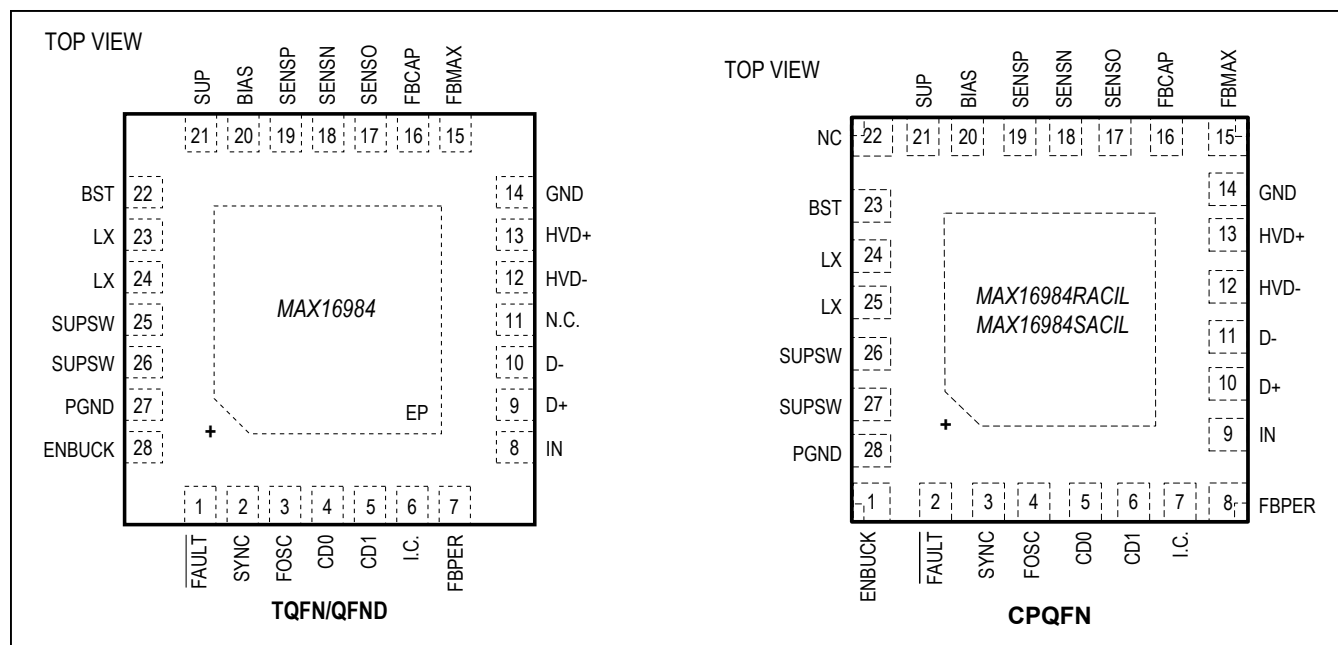 TOP VIEW
SUP
BIAS
SENSP
SENSN
SENSO
FBCAP
FBMAX
21
20
19
18
17
16
15
BST 22
LX 23
LX 24
SUPSW 25
SUPSW 26
PGND 27
ENBUCK 28
14 GND
13 HVD+
12 HVD-
11 N.C.
10 D-
9 D+
8 IN
MAX16984
EP
+
1
2
3
4
5
6
7
FAULT
SYNC
FOSC
CD0
CD1
I.C.
FBPER
TQFN/QFND
TOP VIEW
SUP
BIAS
SENSP
SENSN
SENSO
FBCAP
FBMAX
NC 22
21
20
19
18
17
16
15
BST 23
LX 24
LX 25
SUPSW 26
SUPSW 27
PGND 28
14 GND
13 HVD+
12 HVD-
11 D-
10 D+
9 IN
MAX16984RACIL
MAX16984SACIL
+
1
2
3
4
5
6
7
8 FBPER
ENBUCK
FAULT
SYNC
FOSC
CD0
CD1
I.C.
CPQFN